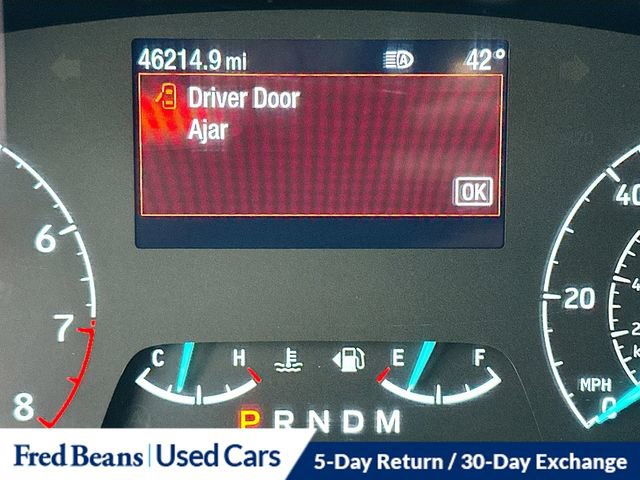 46214.9 mi A 42°
Driver Door
Ajar
OK
6
7
8
40
20
MPH
0
C H E F
P R N D M
Fred Beans Used Cars
5-Day Return / 30-Day Exchange